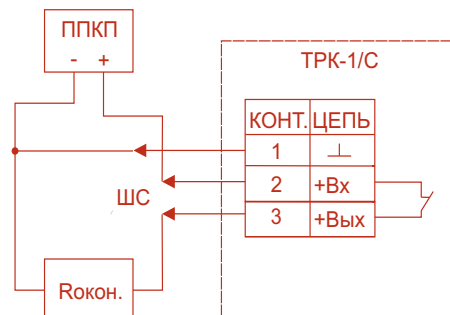 ППКП
- +
ТРК-1/С
КОНТ. ЦЕПЬ
1 ⊥
2 +Вх
3 +Вых
ШС
Rокон.